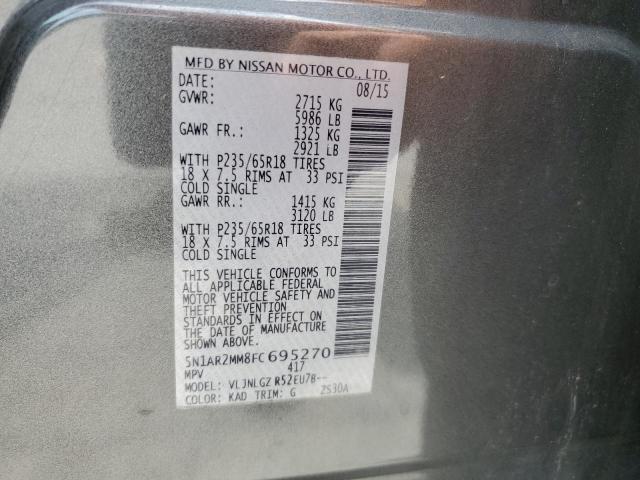 MFD BY NISSAN MOTOR CO., LTD.
DATE: 08/15
GVWR: 2715 KG
5986 LB
GAWR FR.: 1325 KG
2921 LB
WITH P235/65R18 TIRES
18 X 7.5 RIMS AT 33 PSI
COLD SINGLE
GAWR RR.: 1415 KG
3120 LB
WITH P235/65R18 TIRES
18 X 7.5 RIMS AT 33 PSI
COLD SINGLE
THIS VEHICLE CONFORMS TO
ALL APPLICABLE FEDERAL
MOTOR VEHICLE SAFETY AND
THEFT PREVENTION
STANDARDS IN EFFECT ON
THE DATE OF MANUFACTURE
SHOWN ABOVE.
5N1AR2MM8FC695270
MPV 417
MODEL: VLJNLGZ R52EU7B--
COLOR: KAD TRIM: G ZS30A